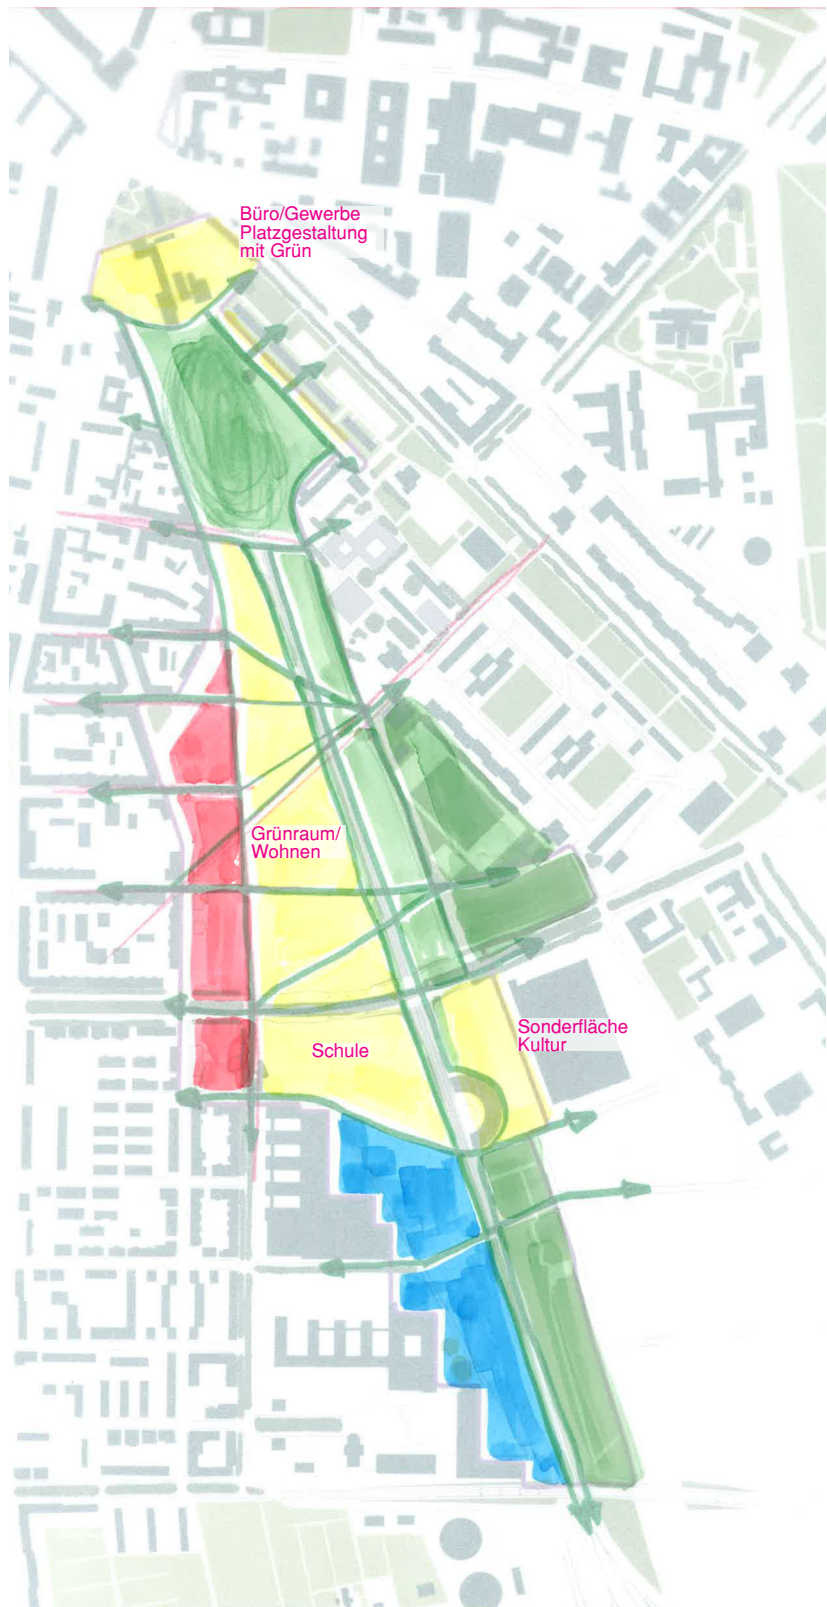 Büro/Gewerbe
Platzgestaltung
mit Grün
Grünraum/
Wohnen
Schule
Sonderfläche
Kultur